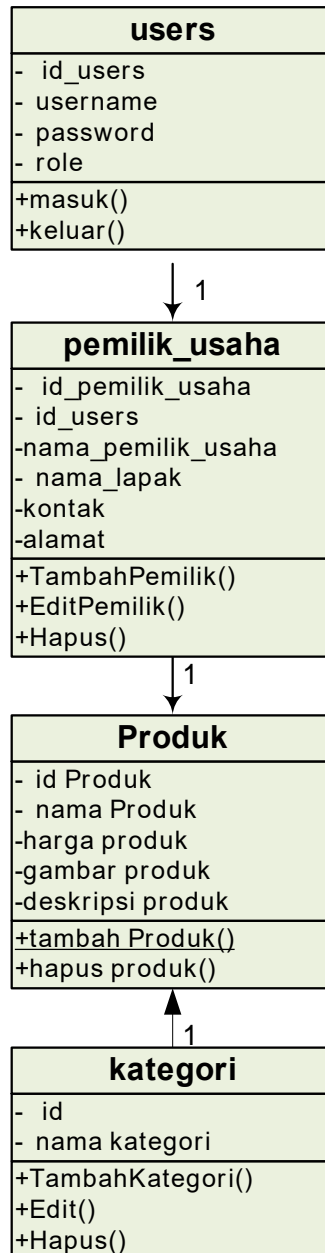 users
- id_users
- username
- password
- role
+masuk()
+keluar()
1
pemilik_usaha
- id_pemilik_usaha
- id_users
-nama_pemilik_usaha
- nama_lapak
-kontak
-alamat
+TambahPemilik()
+EditPemilik()
+Hapus()
1
Produk
- id Produk
- nama Produk
-harga produk
-gambar produk
-deskripsi produk
+tambah Produk()
+hapus produk()
1
kategori
- id
- nama kategori
+TambahKategori()
+Edit()
+Hapus()